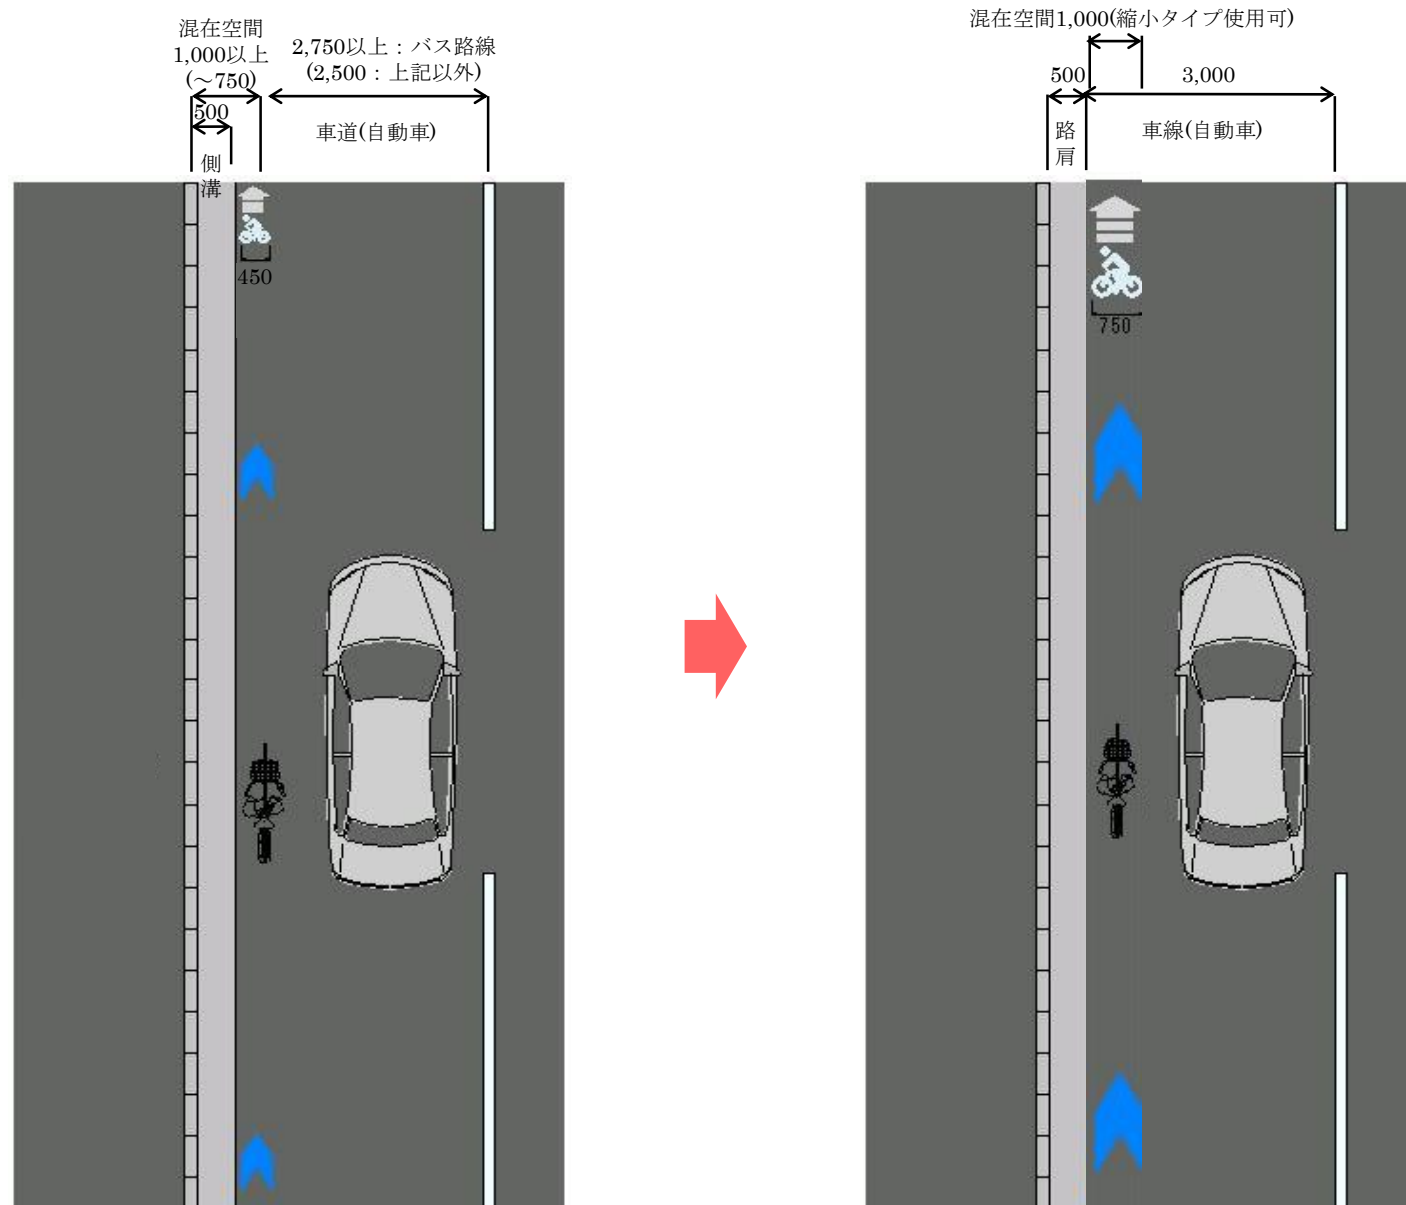 混在空間
1,000以上
(～750)
2,750以上：バス路線
(2,500：上記以外)
500
車道(自動車)
側
溝
450
混在空間1,000(縮小タイプ使用可)
500
3,000
路
肩
車線(自動車)
750